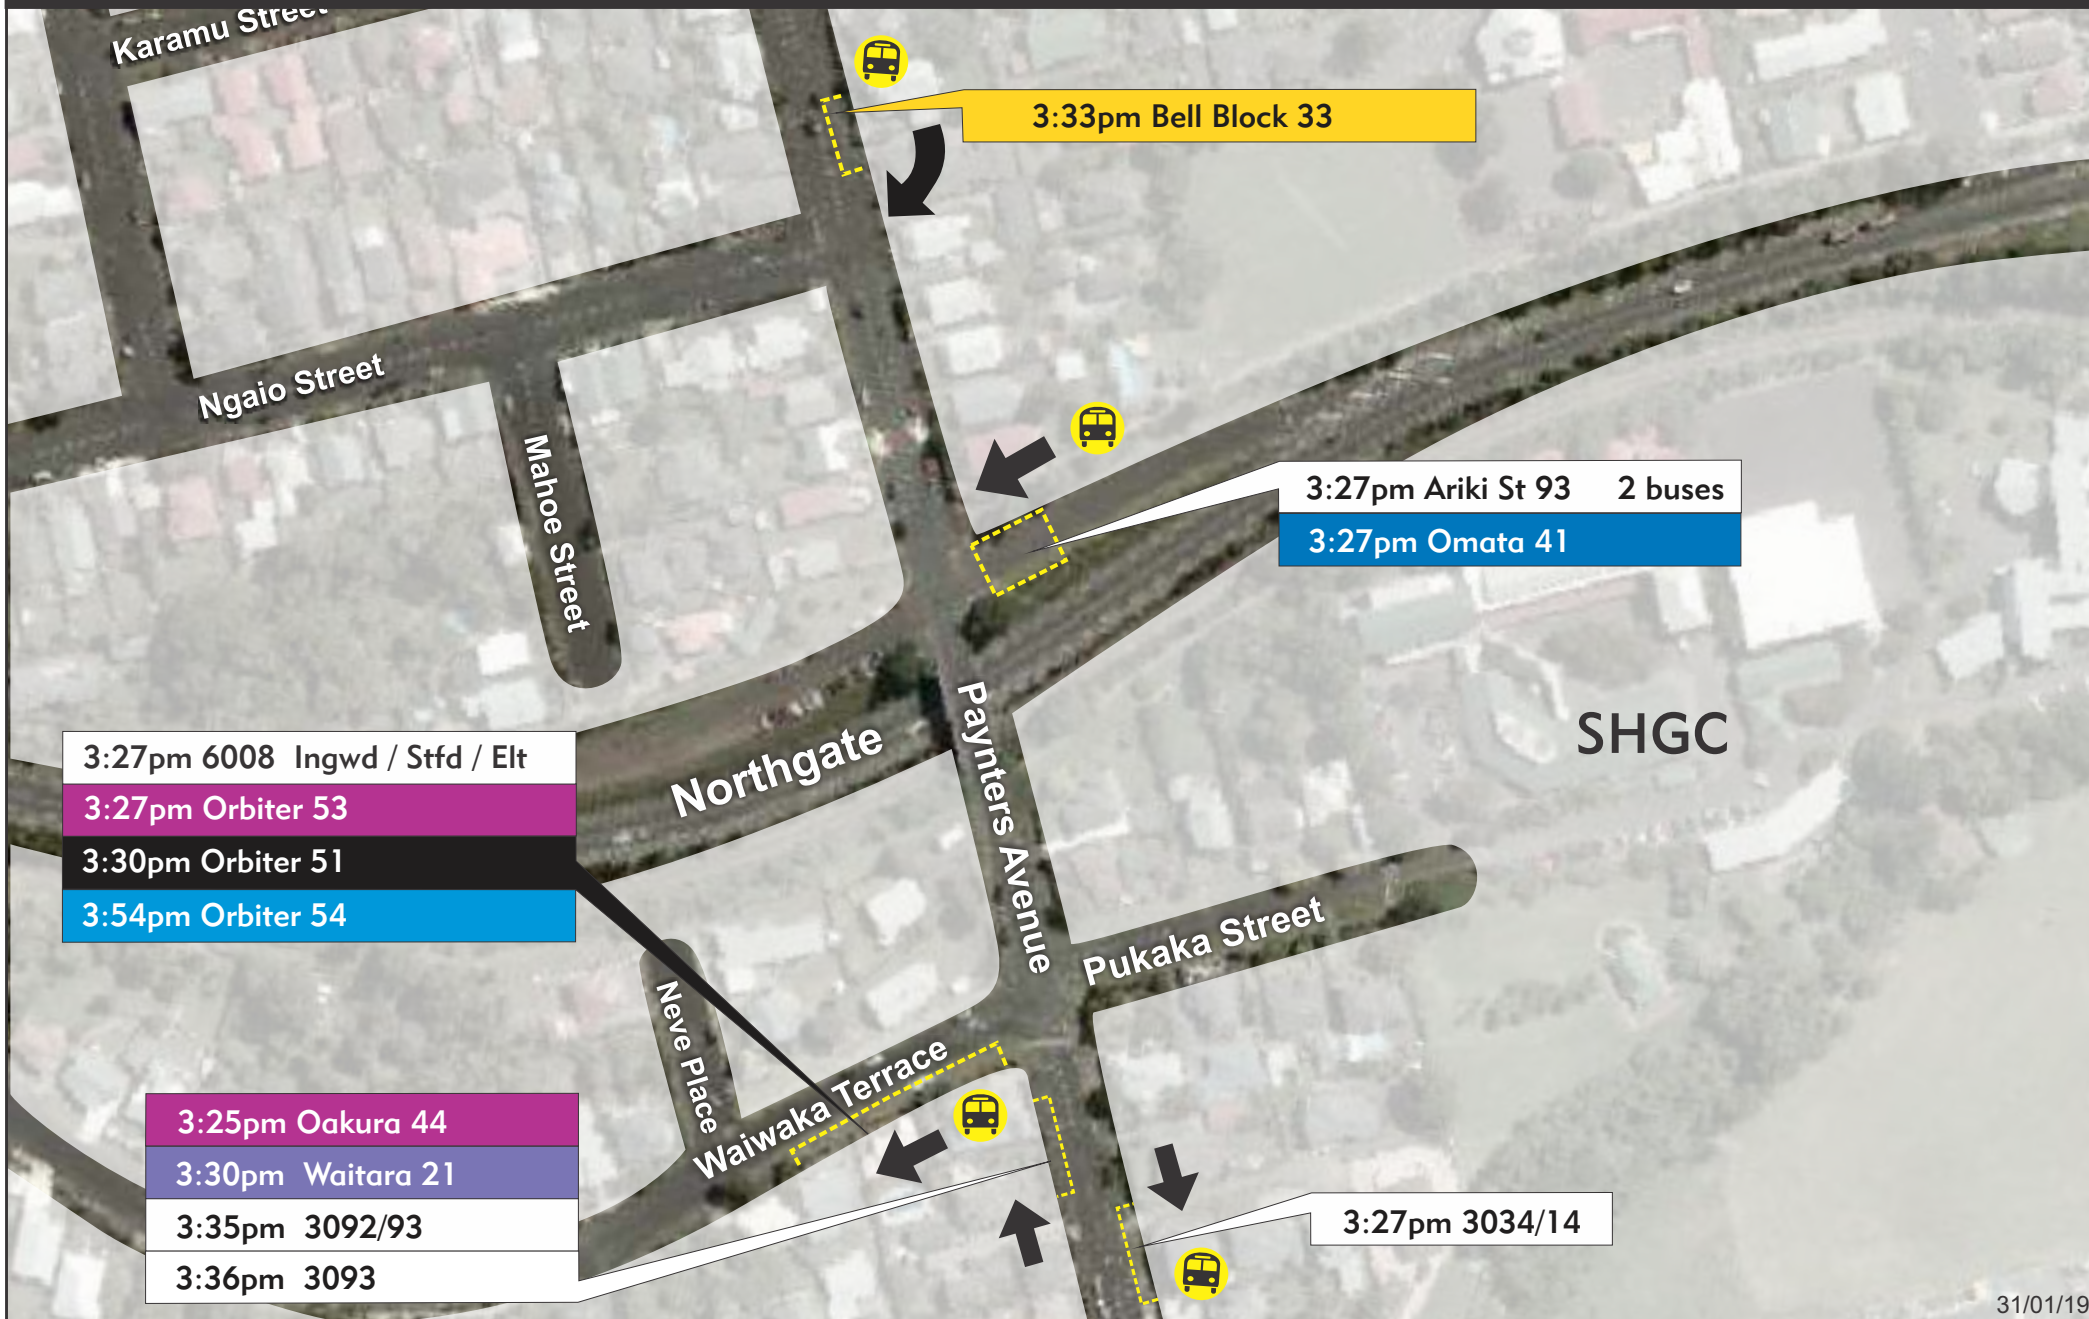 Karamu Street
3:33pm Bell Block 33
Ngaio Street
Mahoe Street
3:27pm Ariki St 93 2 buses
3:27pm Omata 41
Northgate
Paynters Avenue
SHGC
3:27pm 6008 Ingwd / Stfd / Elt
3:27pm Orbiter 53
3:30pm Orbiter 51
3:54pm Orbiter 54
Pukaka Street
Neve Place
Waiwaka Terrace
3:25pm Oakura 44
3:30pm Waitara 21
3:35pm 3092/93
3:36pm 3093
3:27pm 3034/14
31/01/19